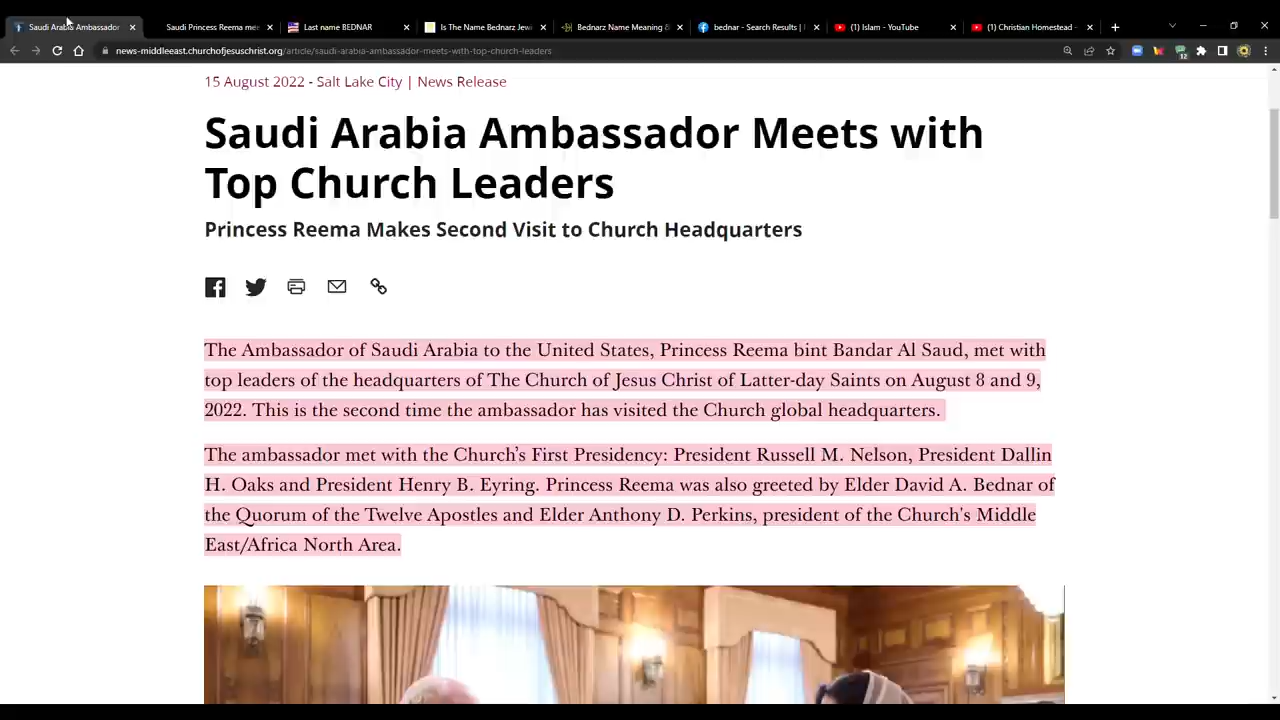 Saudi Arabia Ambassador
Saudi Princess Reema me
Last name BEDNAR
Is The Name Bednarz Jewi
Bednarz Name Meaning &
bednar - Search Results |
(1) Islam - YouTube
(1) Christian Homestead -
news-middleeast.churchofjesuschrist.org/article/saudi-arabia-ambassador-meets-with-top-church-leaders
12
15 August 2022 - Salt Lake City | News Release
Saudi Arabia Ambassador Meets with
Top Church Leaders
Princess Reema Makes Second Visit to Church Headquarters
The Ambassador of Saudi Arabia to the United States, Princess Reema bint Bandar Al Saud, met with
top leaders of the headquarters of The Church of Jesus Christ of Latter-day Saints on August 8 and 9,
2022. This is the second time the ambassador has visited the Church global headquarters.
The ambassador met with the Church’s First Presidency: President Russell M. Nelson, President Dallin
H. Oaks and President Henry B. Eyring. Princess Reema was also greeted by Elder David A. Bednar of
the Quorum of the Twelve Apostles and Elder Anthony D. Perkins, president of the Church's Middle
East/Africa North Area.